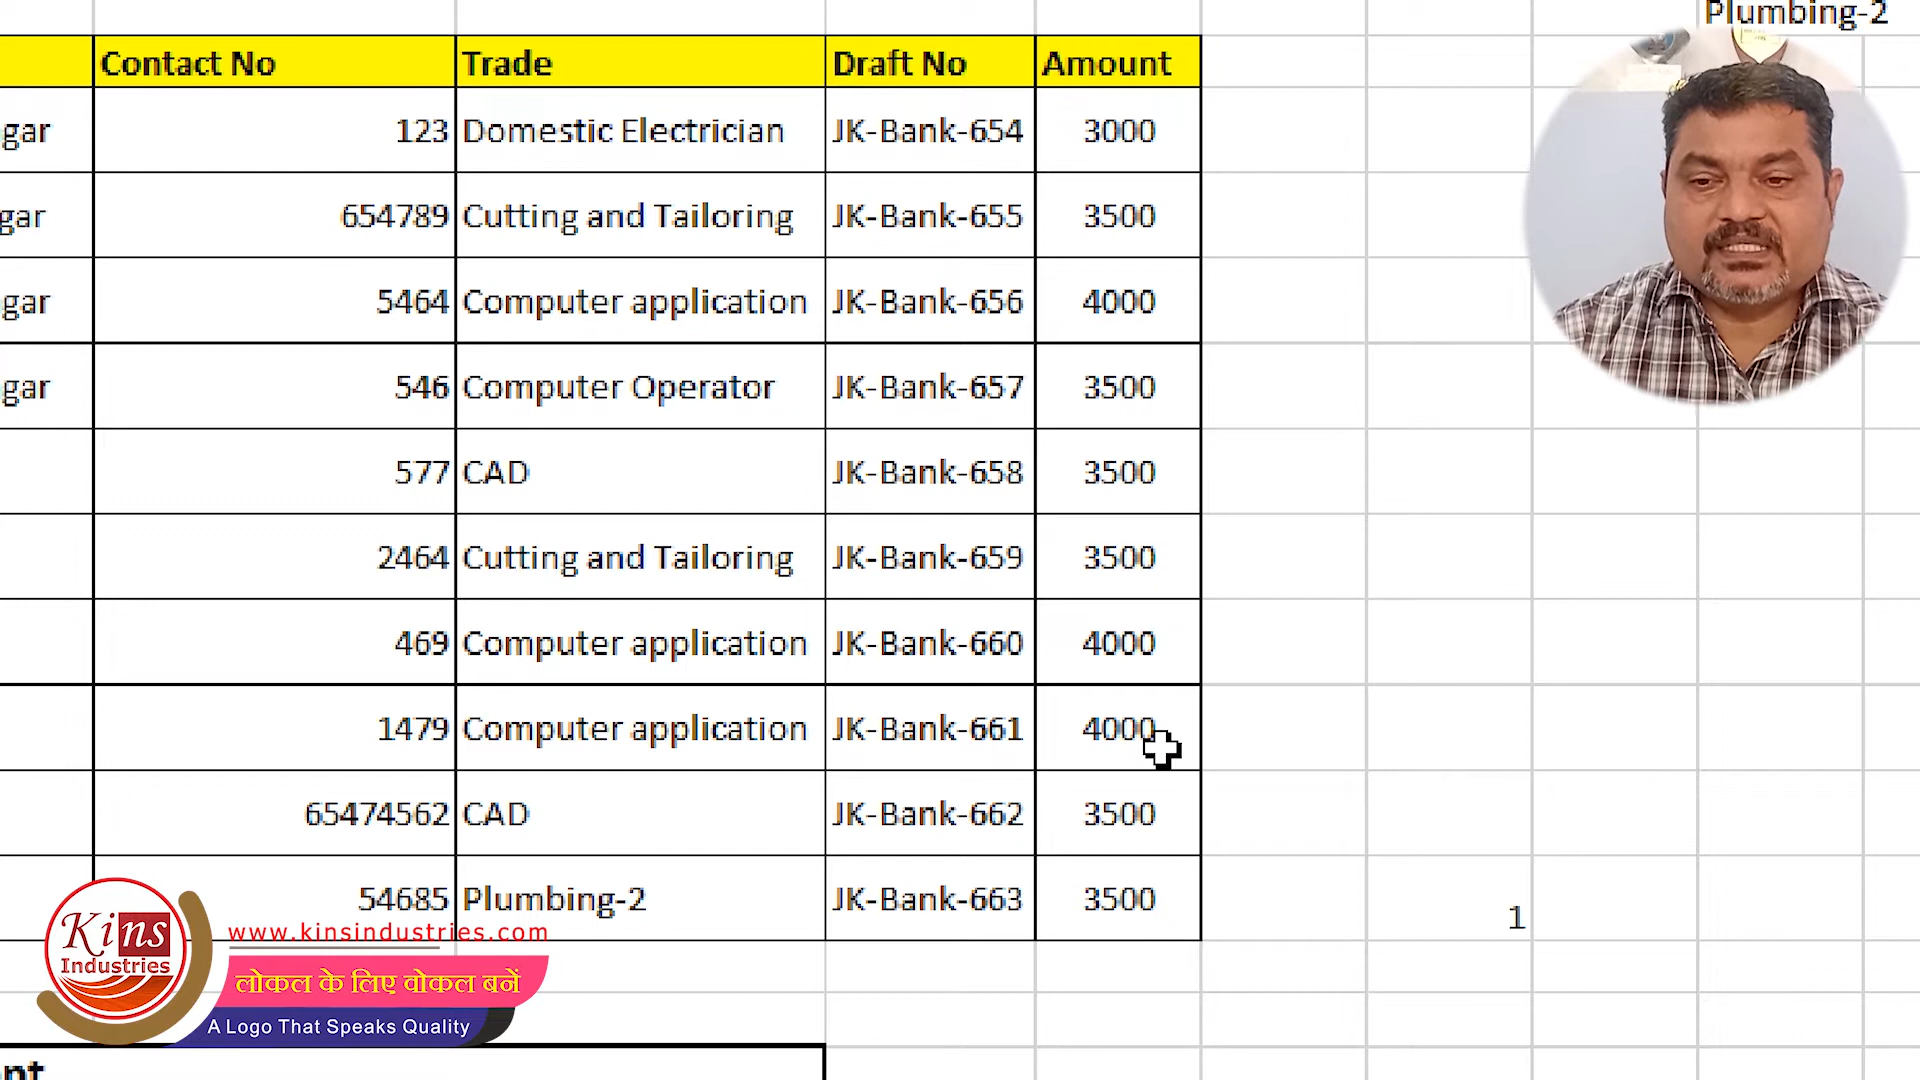 Plumbing-2
Contact No Trade Draft No Amount
gar 123 Domestic Electrician JK-Bank-654 3000
gar 654789 Cutting and Tailoring JK-Bank-655 3500
gar 5464 Computer application JK-Bank-656 4000
gar 546 Computer Operator JK-Bank-657 3500
577 CAD JK-Bank-658 3500
2464 Cutting and Tailoring JK-Bank-659 3500
469 Computer application JK-Bank-660 4000
1479 Computer application JK-Bank-661 4000
65474562 CAD JK-Bank-662 3500
54685 Plumbing-2 JK-Bank-663 3500
1
Kins
Industries
www.kinsindustries.com
लोकल के लिए वोकल बनें
A Logo That Speaks Quality